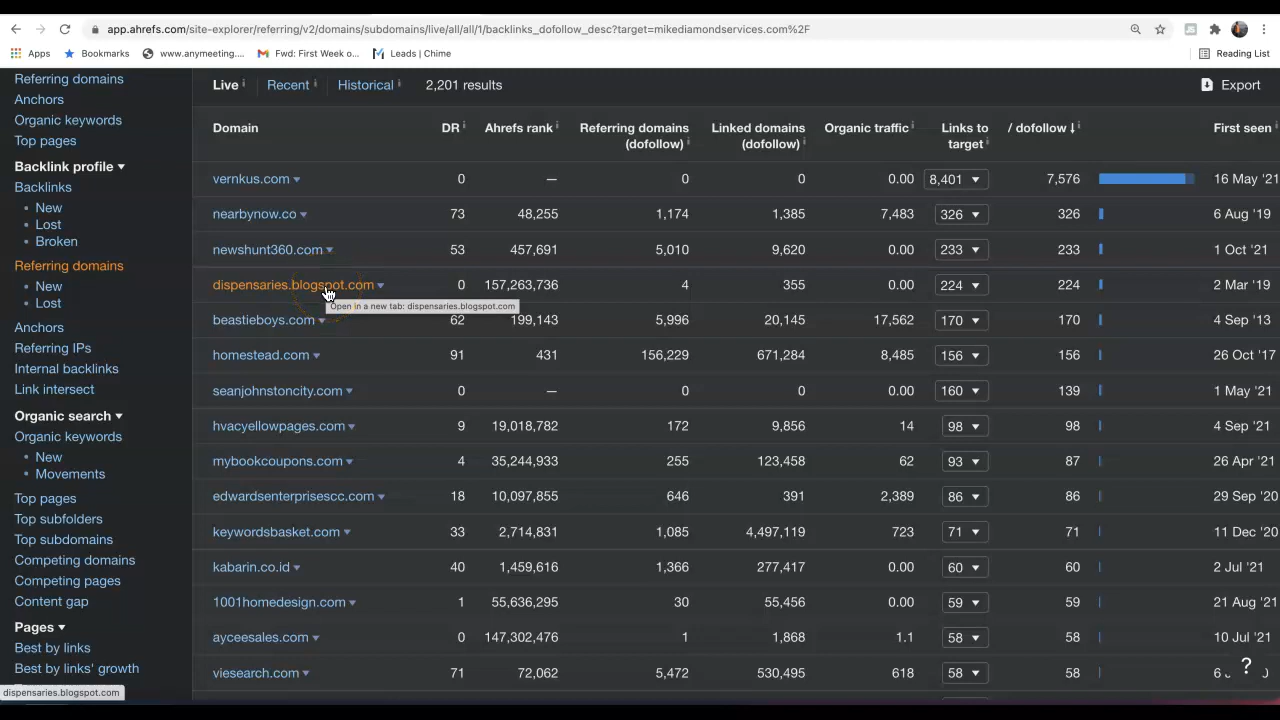 app.ahrefs.com/site-explorer/referring/v2/domains/subdomains/live/all/all/1/backlinks_dofollow_desc?target=mikediamondservices.com%2F
Apps Bookmarks www.anymeeting.... Fwd: First Week o... Leads | Chime Reading List
Referring domains
Anchors
Organic keywords
Top pages
Backlink profile
Backlinks
New
Lost
Broken
Referring domains
New
Lost
Anchors
Referring IPs
Internal backlinks
Link intersect
Organic search
Organic keywords
New
Movements
Top pages
Top subfolders
Top subdomains
Competing domains
Competing pages
Content gap
Pages
Best by links
Best by links' growth
dispensaries.blogspot.com
Live Recent Historical 2,201 results Export
Domain DR Ahrefs rank Referring domains (dofollow) Linked domains (dofollow) Organic traffic Links to target / dofollow First seen
vernkus.com 0 — 0 0 0.00 8,401 7,576 16 May '21
nearbynow.co 73 48,255 1,174 1,385 7,483 326 326 6 Aug '19
newshunt360.com 53 457,691 5,010 9,620 0.00 233 233 1 Oct '21
dispensaries.blogspot.com 0 157,263,736 4 355 0.00 224 224 2 Mar '19
Open in a new tab: dispensaries.blogspot.com
beastieboys.com 62 199,143 5,996 20,145 17,562 170 170 4 Sep '13
homestead.com 91 431 156,229 671,284 8,485 156 156 26 Oct '17
seanjohnstoncity.com 0 — 0 0 0.00 160 139 1 May '21
hvacyellowpages.com 9 19,018,782 172 9,856 14 98 98 4 Sep '21
mybookcoupons.com 4 35,244,933 255 123,458 62 93 87 26 Apr '21
edwardsenterprisescc.com 18 10,097,855 646 391 2,389 86 86 29 Sep '20
keywordsbasket.com 33 2,714,831 1,085 4,497,119 723 71 71 11 Dec '20
kabarin.co.id 40 1,459,616 1,366 277,417 0.00 60 60 2 Jul '21
1001homedesign.com 1 55,636,295 30 55,456 0.00 59 59 21 Aug '21
ayceesales.com 0 147,302,476 1 1,868 1.1 58 58 10 Jul '21
viesearch.com 71 72,062 5,472 530,495 618 58 58 6
?